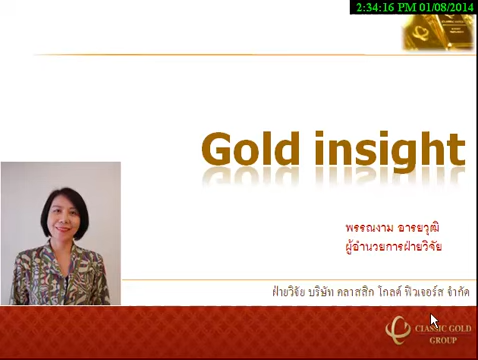 2:34:16 PM 01/08/2014
Gold insight
พรรณงาม อารยวุฒิ
ผู้อำนวยการฝ่ายวิจัย
ฝ่ายวิจัย บริษัท คลาสสิก โกลด์ ฟิวเจอร์ส จำกัด
CLASSIC GOLD
GROUP